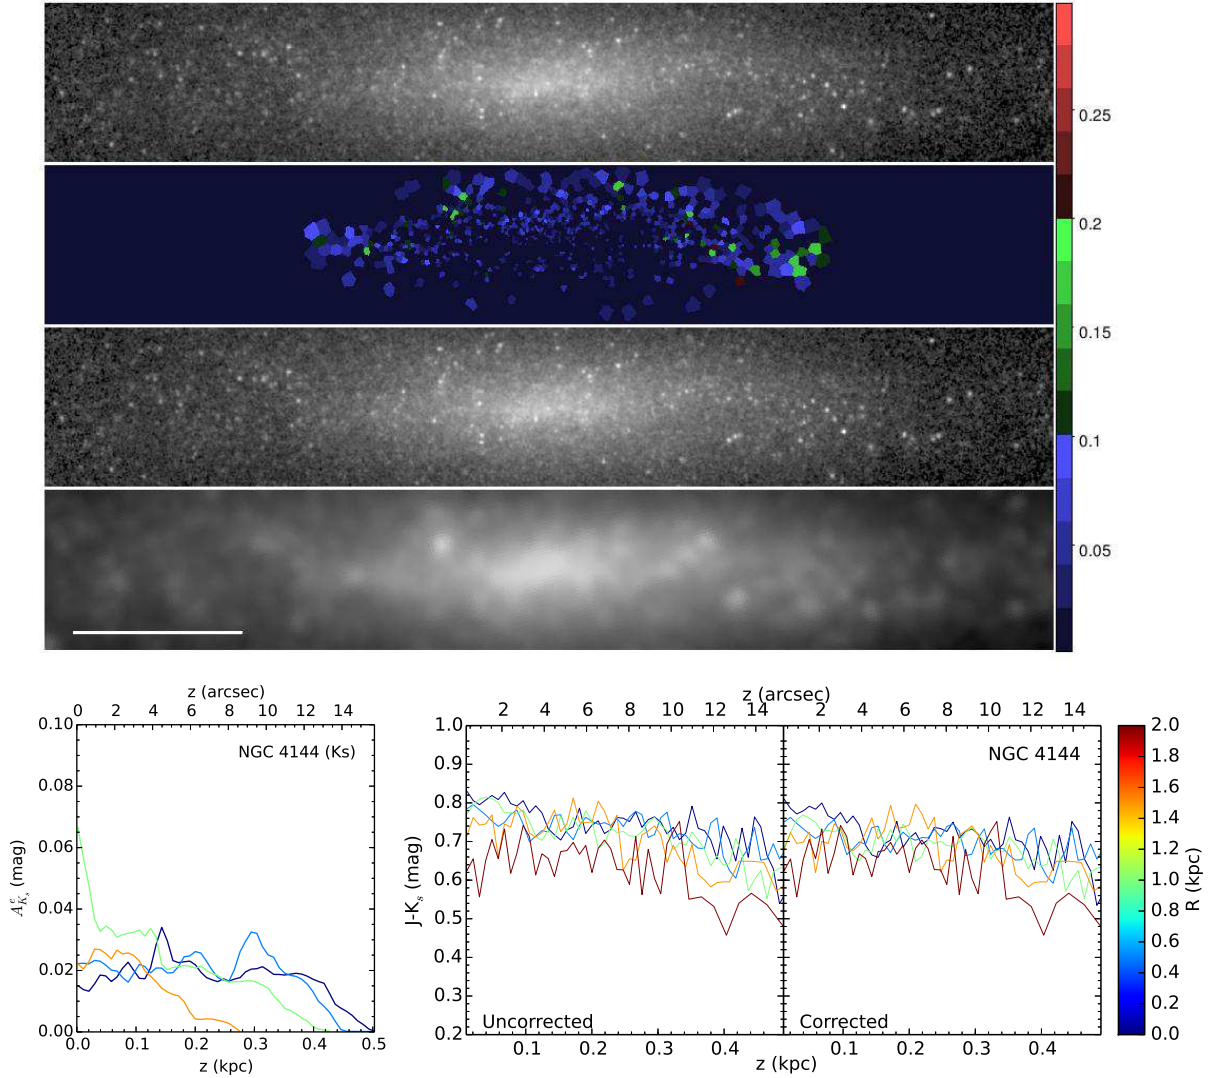 0.25
0.2
0.15
0.1
0.05
z (arcsec)
0 2 4 6 8 10 12 14
0.10
0.08
0.06
0.04
0.02
0.00
A^e_{K_s} (mag)
NGC 4144 (Ks)
0.0 0.1 0.2 0.3 0.4 0.5
z (kpc)
z (arcsec)
2 4 6 8 10 12 14 2 4 6 8 10 12 14
1.0
0.9
0.8
0.7
0.6
0.5
0.4
0.3
0.2
J-K_s (mag)
NGC 4144
Uncorrected
Corrected
0.1 0.2 0.3 0.4 0.1 0.2 0.3 0.4
z (kpc)
2.0
1.8
1.6
1.4
1.2
1.0
0.8
0.6
0.4
0.2
0.0
R (kpc)